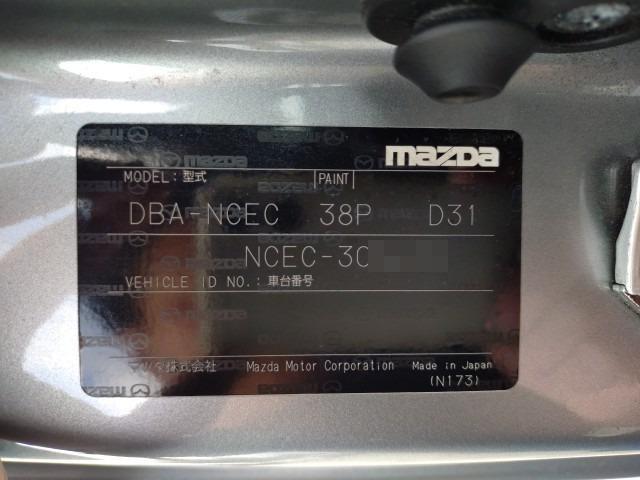 mazda
MODEL: 型式 PAINT
DBA-NCEC 38P D31
NCEC-30
VEHICLE ID NO.: 車台番号
マツダ株式会社 Mazda Motor Corporation Made in Japan
(N173)